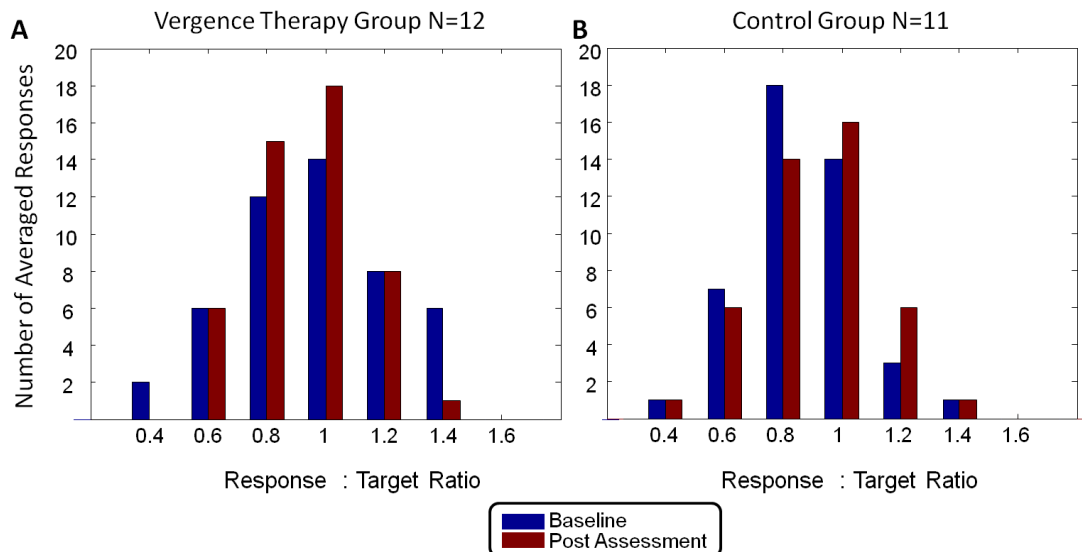 A
Vergence Therapy Group N=12
Number of Averaged Responses
20
18
16
14
12
10
8
6
4
2
0.4 0.6 0.8 1 1.2 1.4 1.6
Response : Target Ratio
B
Control Group N=11
20
18
16
14
12
10
8
6
4
2
0.4 0.6 0.8 1 1.2 1.4 1.6
Response : Target Ratio
Baseline
Post Assessment